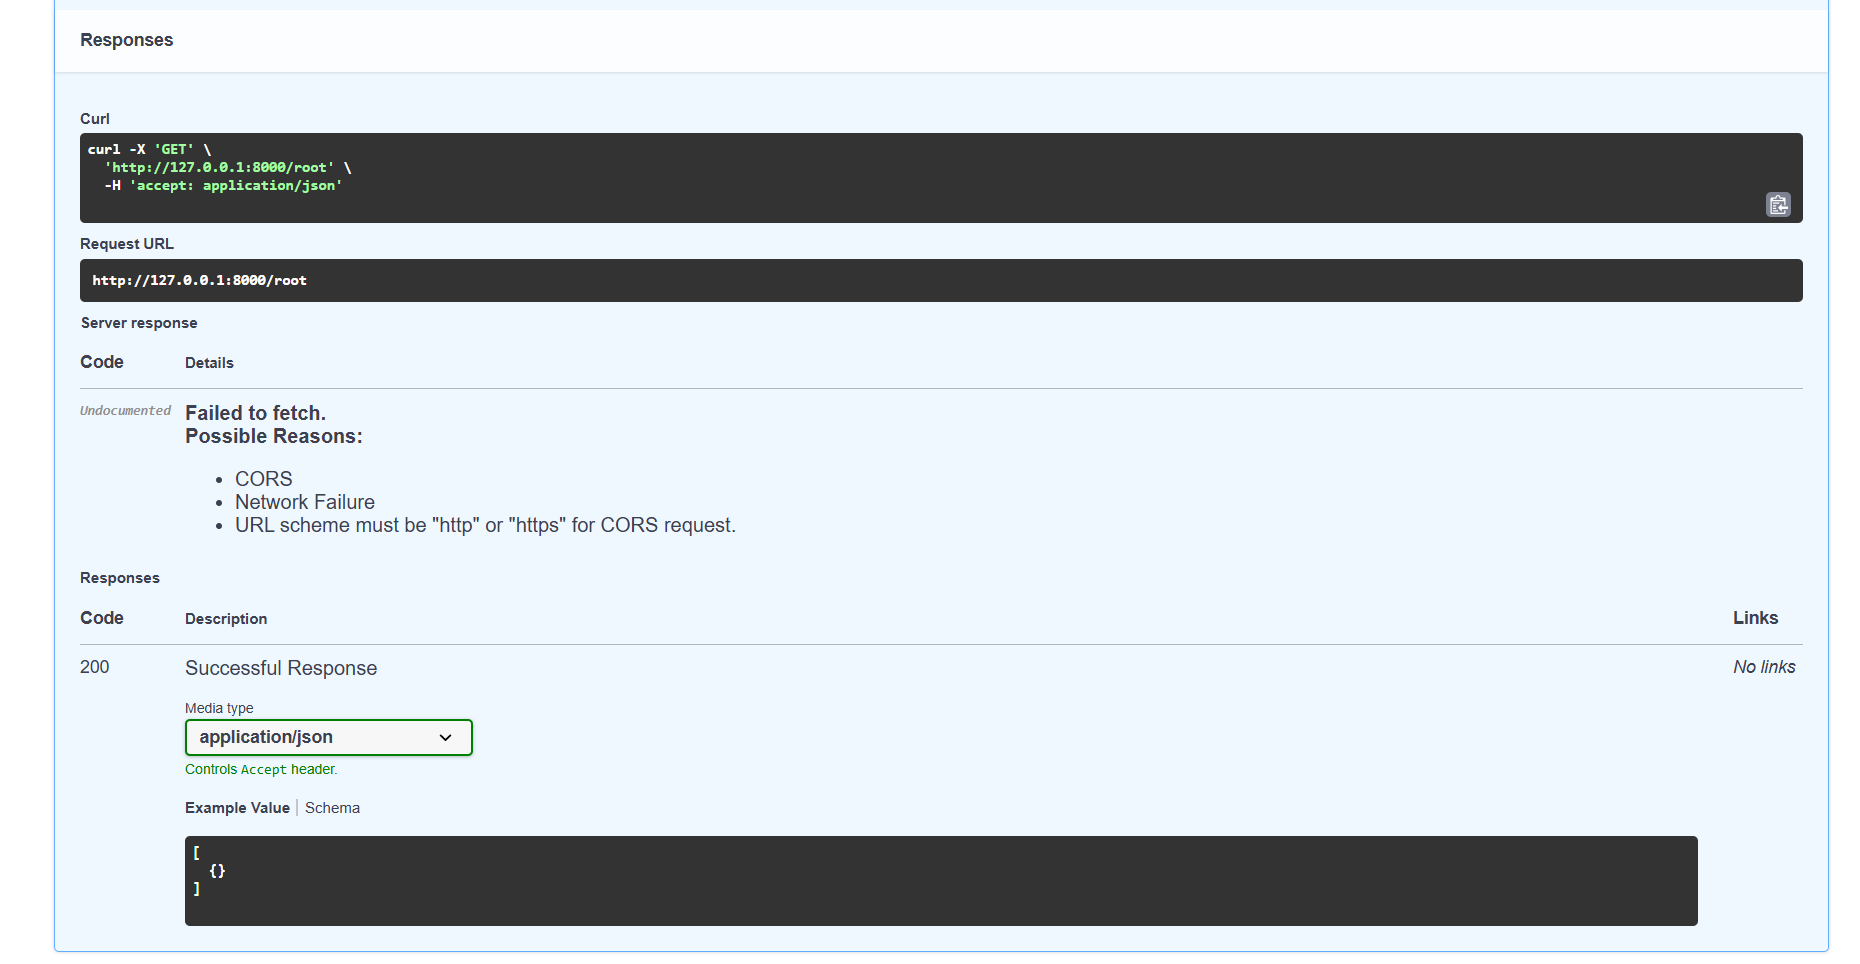 Responses
Curl
curl -X 'GET' \
'http://127.0.0.1:8000/root' \
-H 'accept: application/json'
Request URL
http://127.0.0.1:8000/root
Server response
Code Details
Undocumented Failed to fetch.
Possible Reasons:
• CORS
• Network Failure
• URL scheme must be "http" or "https" for CORS request.
Responses
Code Description Links
200 Successful Response No links
Media type
application/json
Controls Accept header.
Example Value | Schema
[
{}
]